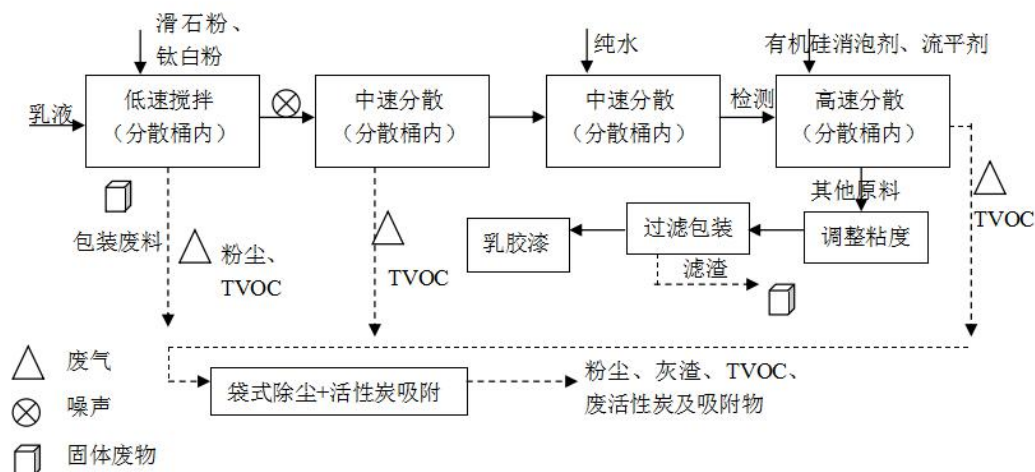 滑石粉、
钛白粉
纯水
有机硅消泡剂、流平剂
乳液
低速搅拌
（分散桶内）
中速分散
（分散桶内）
中速分散
（分散桶内）
检测
高速分散
（分散桶内）
其他原料
TVOC
包装废料
粉尘、
TVOC
TVOC
乳胶漆
过滤包装
调整粘度
滤渣
废气
噪声
固体废物
袋式除尘+活性炭吸附
粉尘、灰渣、TVOC、
废活性炭及吸附物